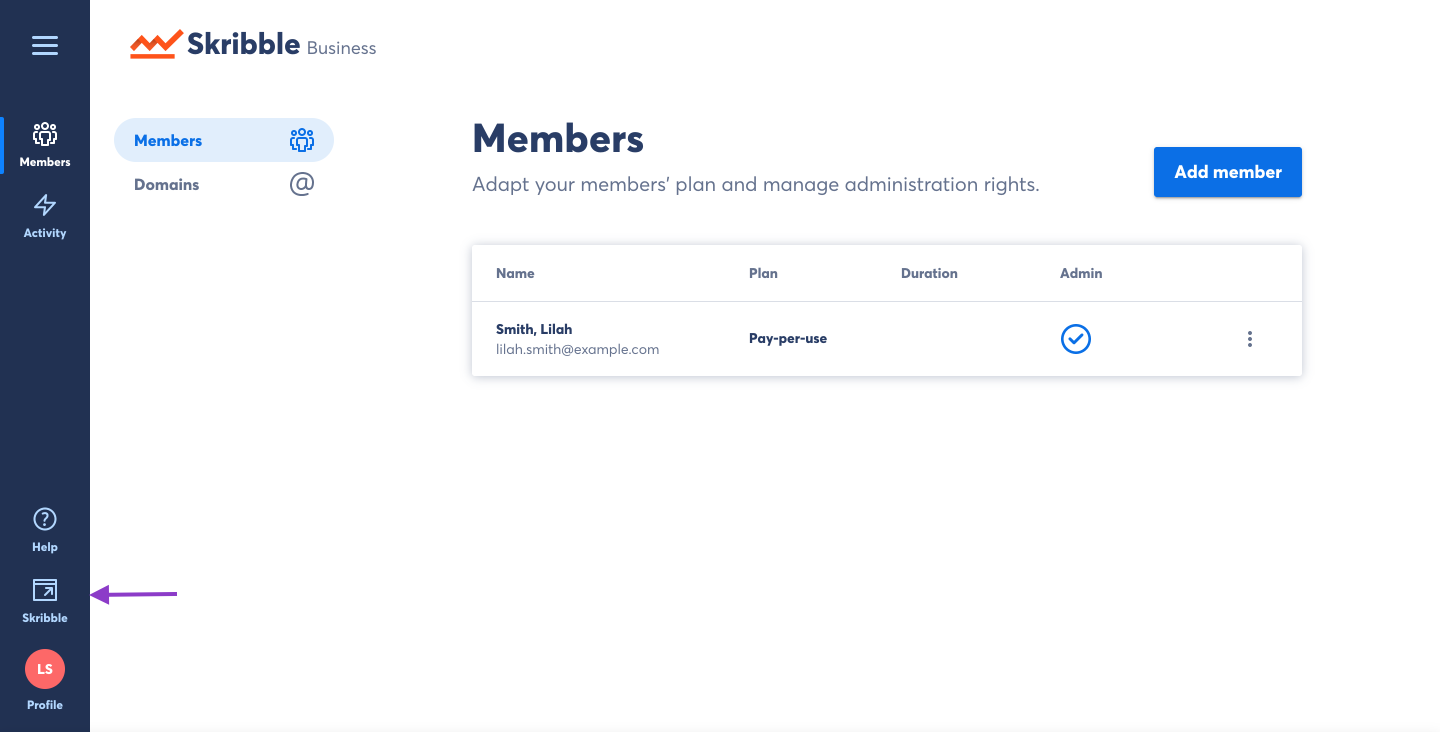 Skribble Business
Members
Activity
Help
Skribble
LS
Profile
Members
Domains @
Members
Adapt your members' plan and manage administration rights.
Add member
Name Plan Duration Admin
Smith, Lilah
lilah.smith@example.com
Pay-per-use